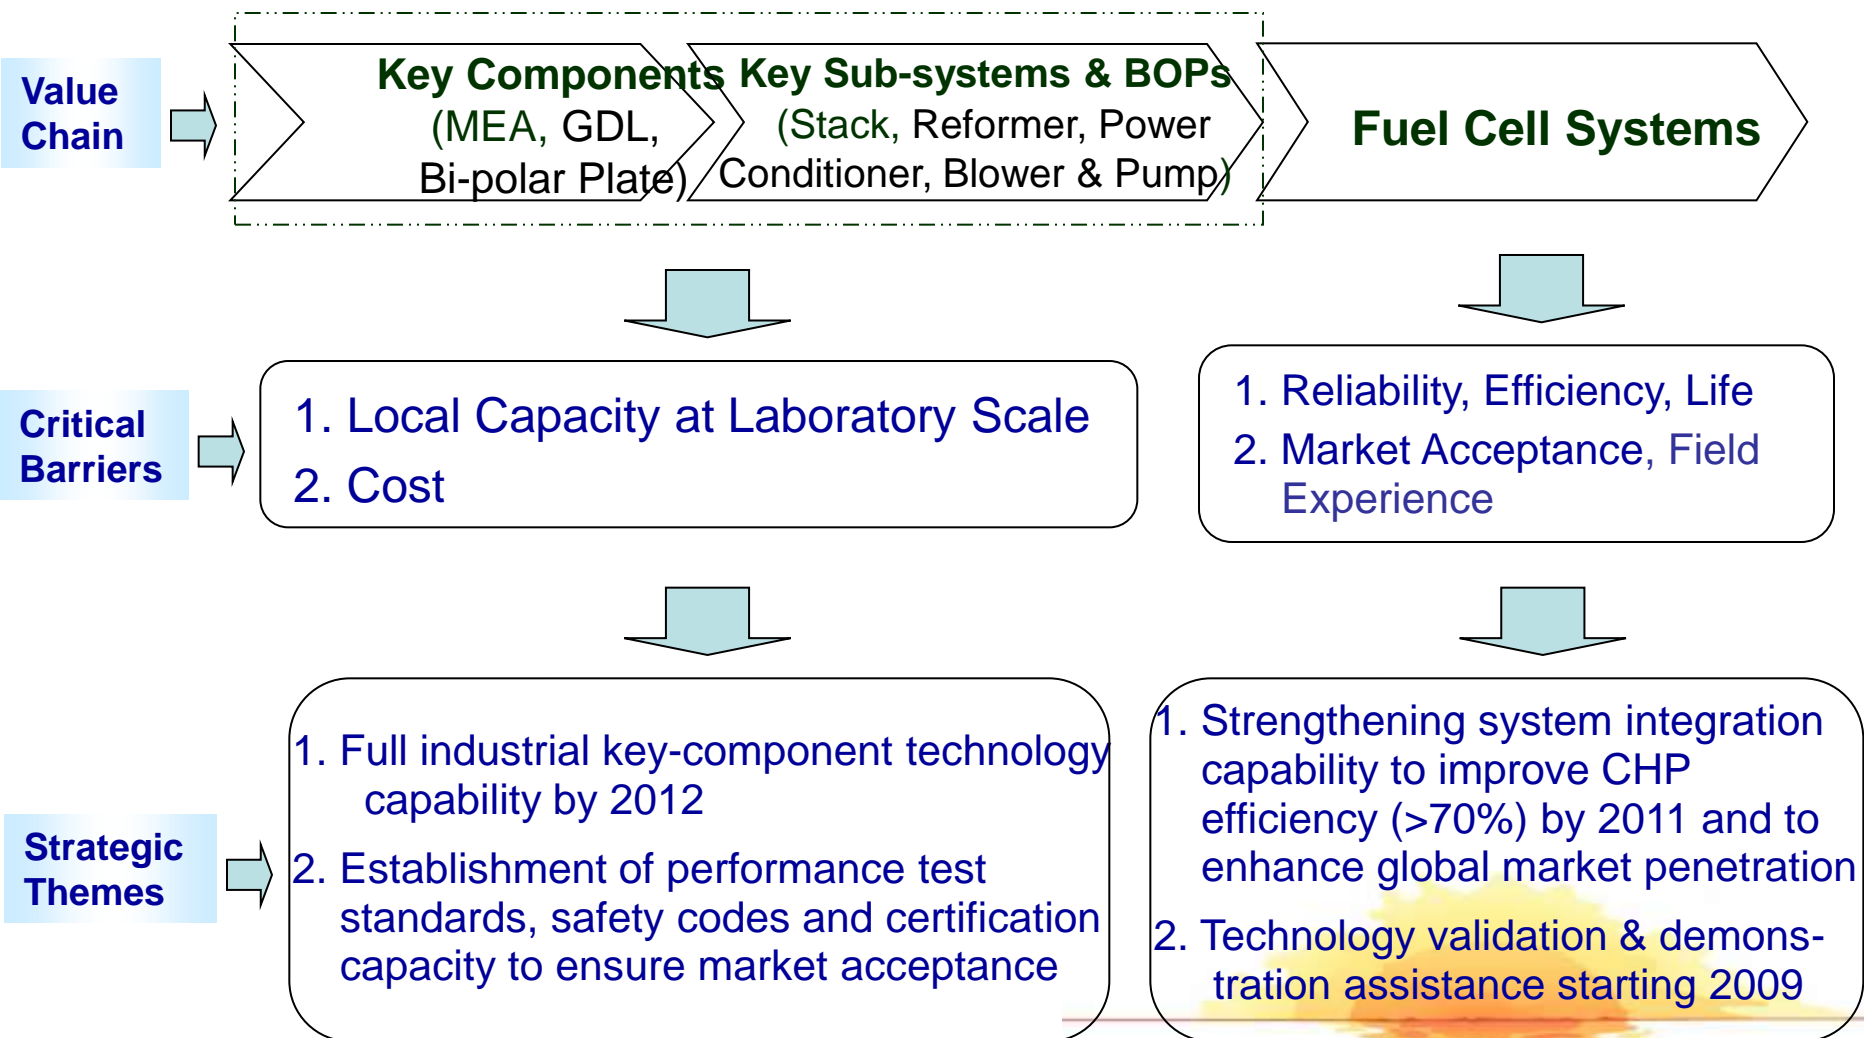 Value
Chain
Key Components
(MEA, GDL,
Bi-polar Plate)
Key Sub-systems & BOPs
(Stack, Reformer, Power
Conditioner, Blower & Pump)
Fuel Cell Systems
Critical
Barriers
1. Local Capacity at Laboratory Scale
2. Cost
1. Reliability, Efficiency, Life
2. Market Acceptance, Field
Experience
Strategic
Themes
1. Full industrial key-component technology
capability by 2012
2. Establishment of performance test
standards, safety codes and certification
capacity to ensure market acceptance
1. Strengthening system integration
capability to improve CHP
efficiency (>70%) by 2011 and to
enhance global market penetration
2. Technology validation & demons-
tration assistance starting 2009